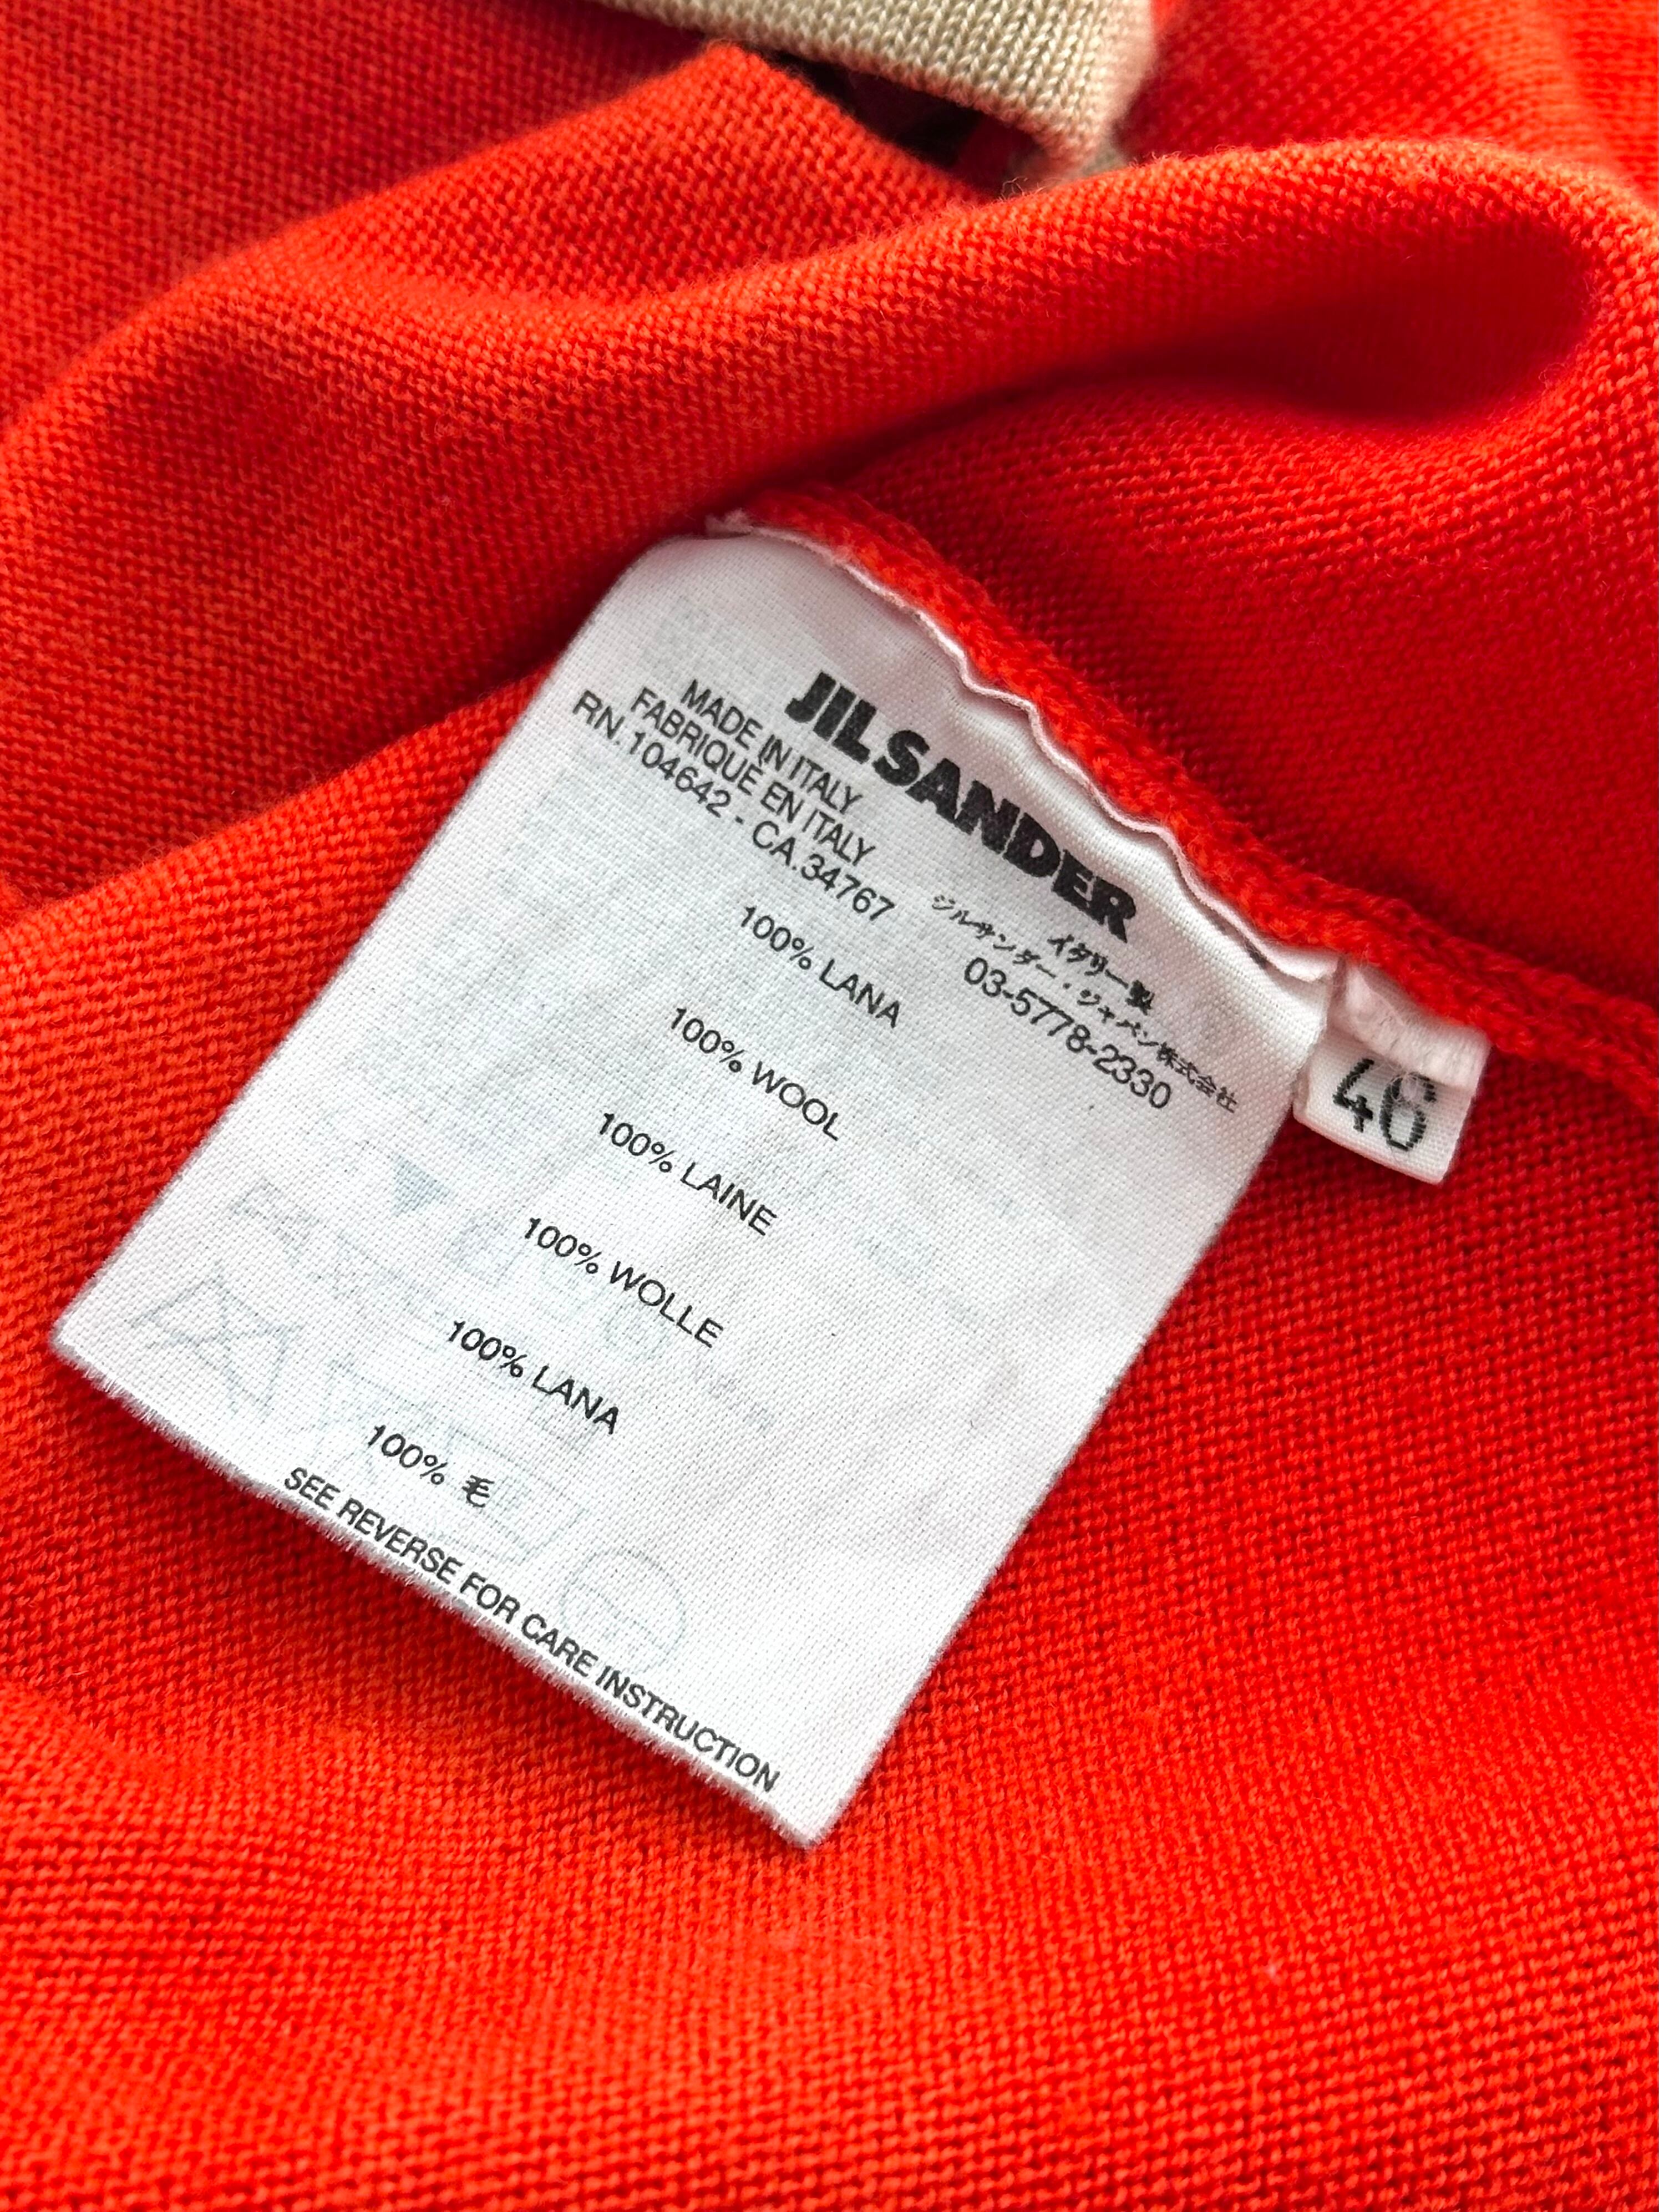 JIL SANDER
MADE IN ITALY
FABRIQUÉ EN ITALY
RN.104642 - CA.34767
イタリー製
ジルサンダー・ジャパン株式会社
03-5778-2330
100% LANA
100% WOOL
100% LAINE
100% WOLLE
100% LANA
100% 毛
SEE REVERSE FOR CARE INSTRUCTION
46